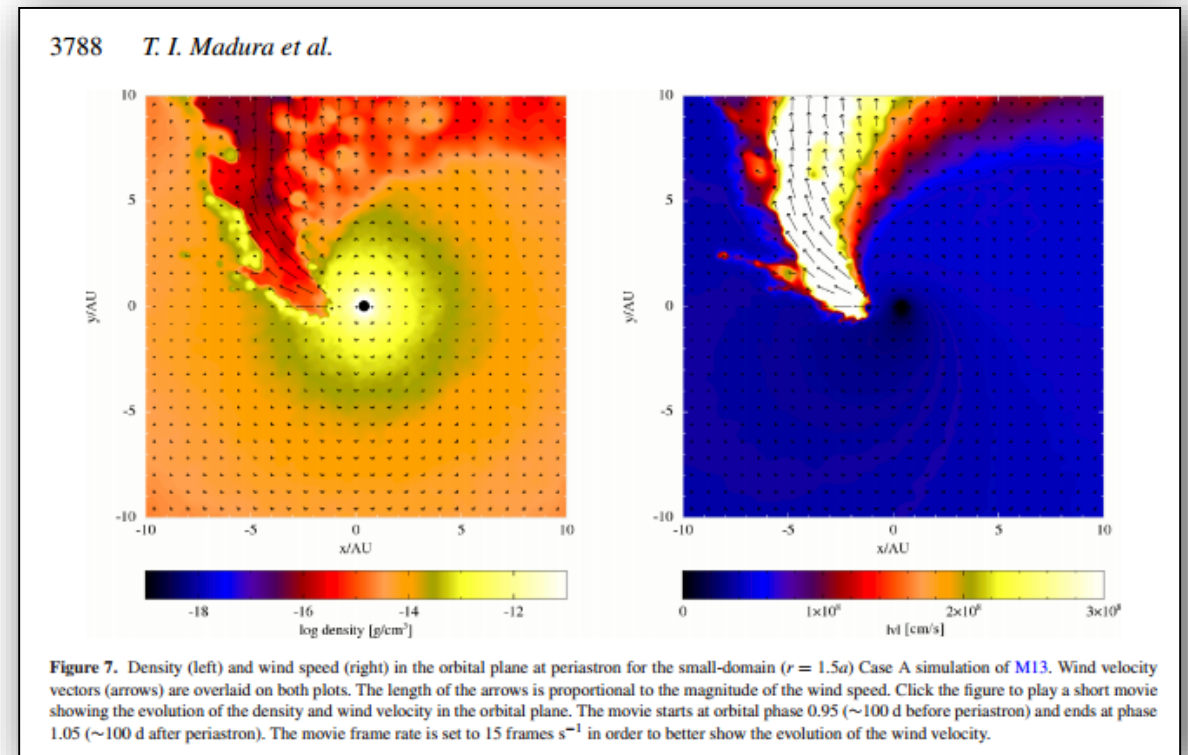 3788 T. I. Madura et al.
10
5
0
-5
-10
y/AU
-10 -5 0 5 10
x/AU
-18 -16 -14 -12
log density [g/cm³]
10
5
0
-5
-10
y/AU
-10 -5 0 5 10
x/AU
0 1×10⁸ 2×10⁸ 3×10⁸
|v| [cm/s]
Figure 7. Density (left) and wind speed (right) in the orbital plane at periastron for the small-domain (r = 1.5a) Case A simulation of M13. Wind velocity
vectors (arrows) are overlaid on both plots. The length of the arrows is proportional to the magnitude of the wind speed. Click the figure to play a short movie
showing the evolution of the density and wind velocity in the orbital plane. The movie starts at orbital phase 0.95 (∼100 d before periastron) and ends at phase
1.05 (∼100 d after periastron). The movie frame rate is set to 15 frames s⁻¹ in order to better show the evolution of the wind velocity.